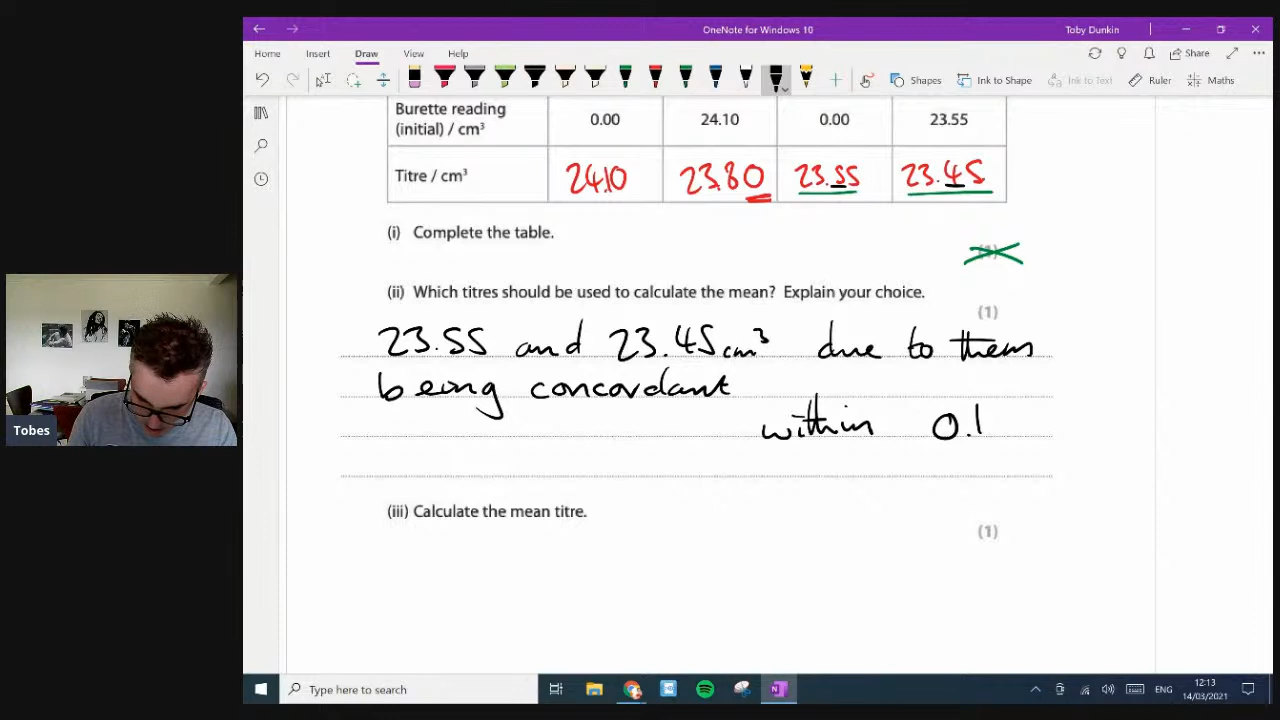 OneNote for Windows 10
Toby Dunkin
Home Insert Draw View Help
Share
Shapes Ink to Shape Ink to Text Ruler Maths
Burette reading (initial) / cm³ 0.00 24.10 0.00 23.55
Titre / cm³ 24.10 23.80 23.55 23.45
(i) Complete the table.
(1)
(ii) Which titres should be used to calculate the mean? Explain your choice.
(1)
23.55 and 23.45cm³ due to them
being concordant
within 0.1
(iii) Calculate the mean titre.
(1)
Tobes
Type here to search
ENG
12:13
14/03/2021